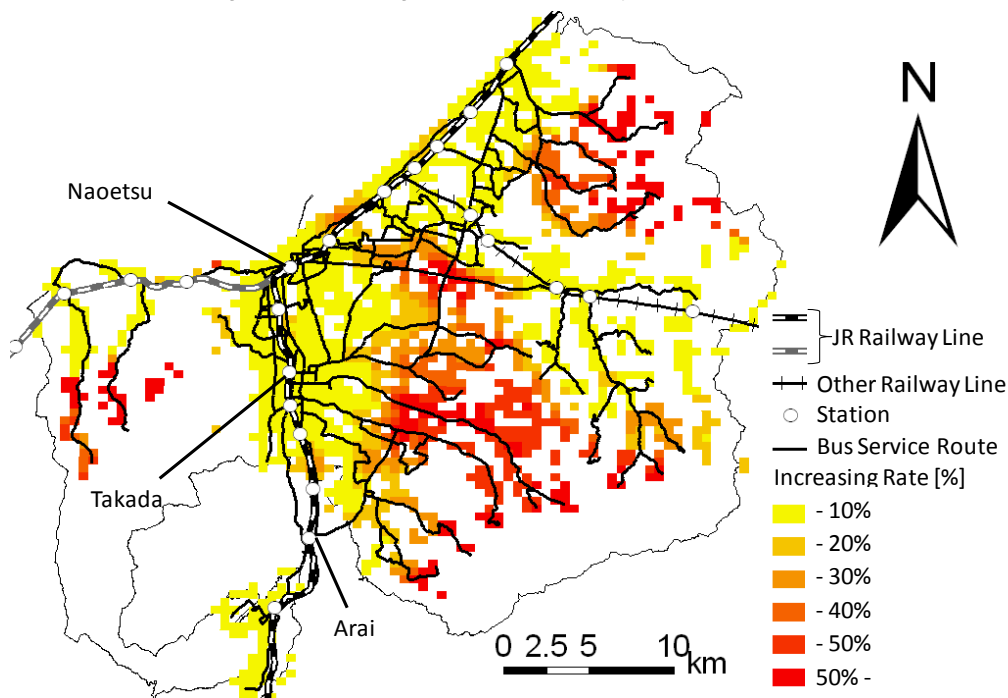 N
Naoetsu
JR Railway Line
Other Railway Line
Station
Bus Service Route
Takada
Increasing Rate [%]
- 10%
- 20%
- 30%
- 40%
- 50%
50% -
Arai
0 2.5 5 10
km